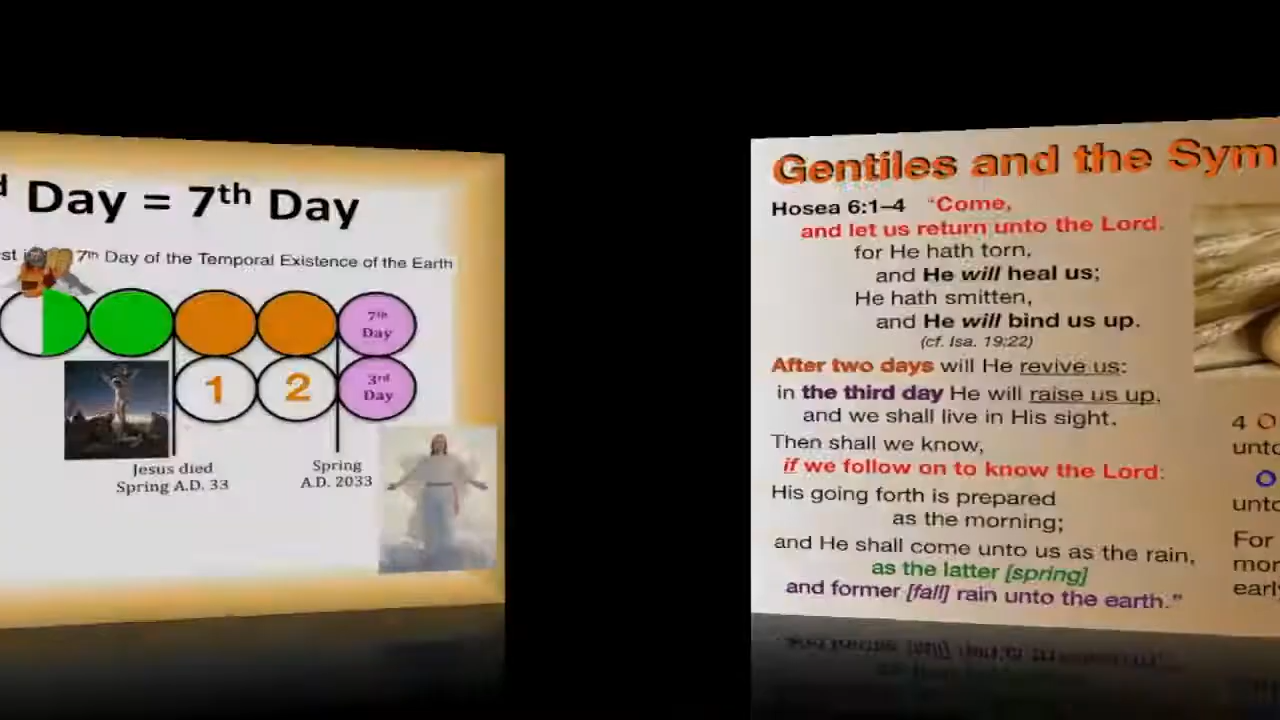 Day = 7th Day
7th Day of the Temporal Existence of the Earth
7th
Day
1
2
3rd
Day
Jesus died
Spring A.D. 33
Spring
A.D. 2033
Gentiles and the
Hosea 6:1–4 “Come,
and let us return unto the Lord.
for He hath torn,
and He will heal us;
He hath smitten,
and He will bind us up.
(cf. Isa. 19:22)
After two days will He revive us:
in the third day He will raise us up,
and we shall live in His sight.
Then shall we know,
if we follow on to know the Lord:
His going forth is prepared
as the morning;
and He shall come unto us as the rain,
as the latter [spring]
and former [fall] rain unto the earth.”
4 O
For